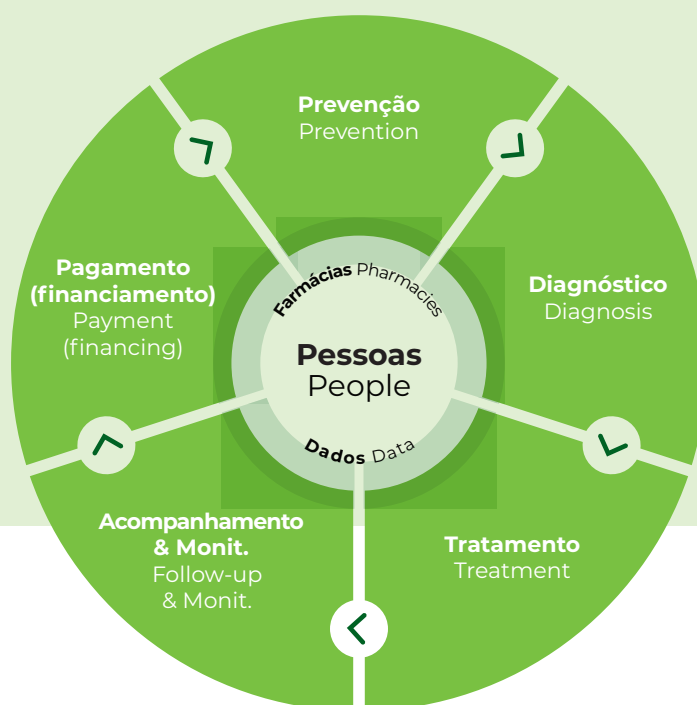 Prevenção
Prevention
Diagnóstico
Diagnosis
Tratamento
Treatment
Acompanhamento
& Monit.
Follow-up
& Monit.
Pagamento
(financiamento)
Payment
(financing)
Farmácias Pharmacies
Pessoas
People
Dados Data